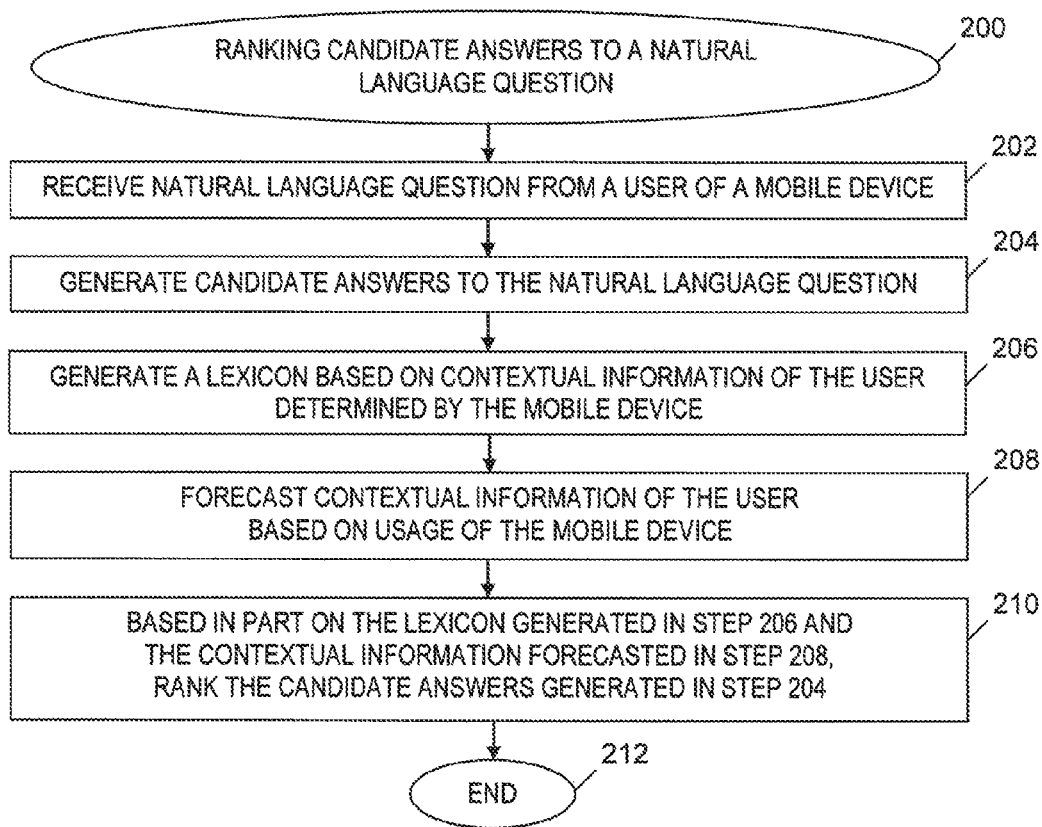 RANKING CANDIDATE ANSWERS TO A NATURAL
LANGUAGE QUESTION
200
202
RECEIVE NATURAL LANGUAGE QUESTION FROM A USER OF A MOBILE DEVICE
204
GENERATE CANDIDATE ANSWERS TO THE NATURAL LANGUAGE QUESTION
206
GENERATE A LEXICON BASED ON CONTEXTUAL INFORMATION OF THE USER
DETERMINED BY THE MOBILE DEVICE
208
FORECAST CONTEXTUAL INFORMATION OF THE USER
BASED ON USAGE OF THE MOBILE DEVICE
210
BASED IN PART ON THE LEXICON GENERATED IN STEP 206 AND
THE CONTEXTUAL INFORMATION FORECASTED IN STEP 208,
RANK THE CANDIDATE ANSWERS GENERATED IN STEP 204
212
END